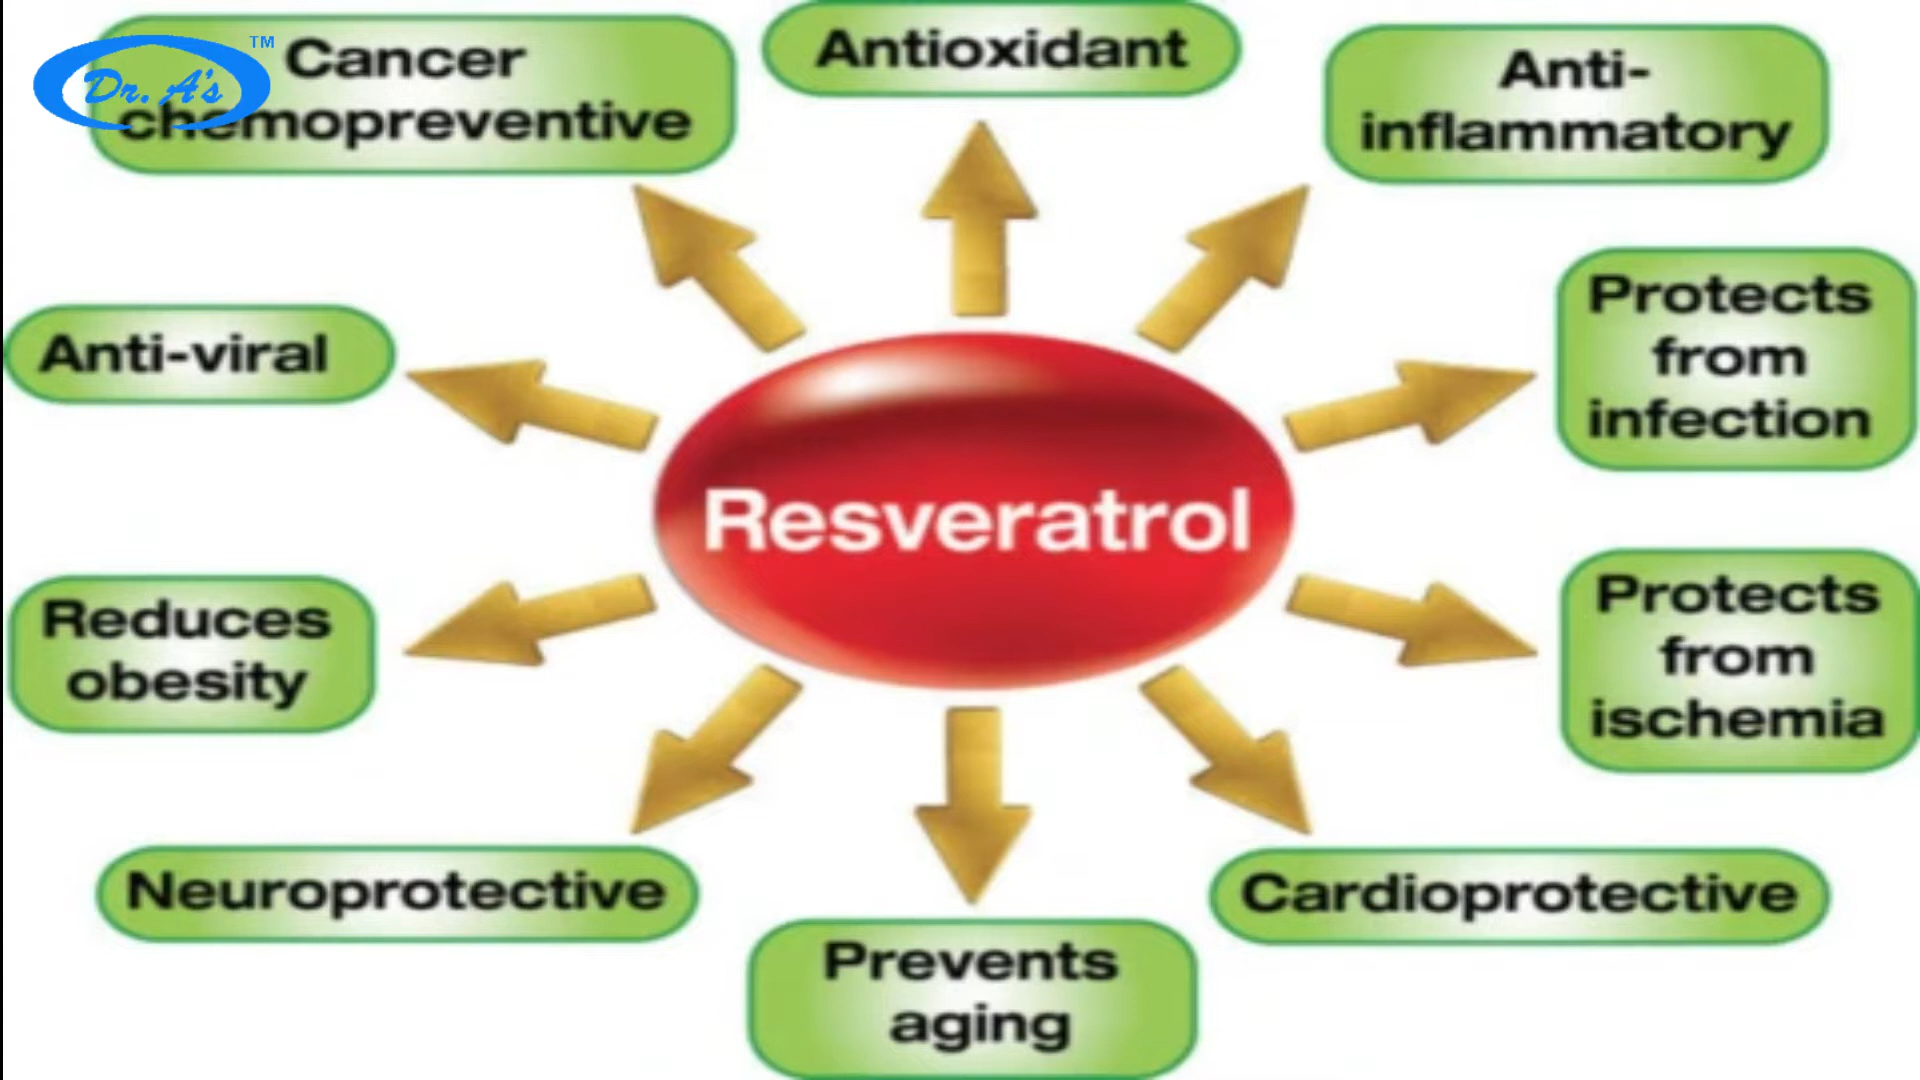 Dr. A's TM
Cancer
chemopreventive
Antioxidant
Anti-
inflammatory
Anti-viral
Protects
from
infection
Resveratrol
Reduces
obesity
Protects
from
ischemia
Neuroprotective
Cardioprotective
Prevents
aging